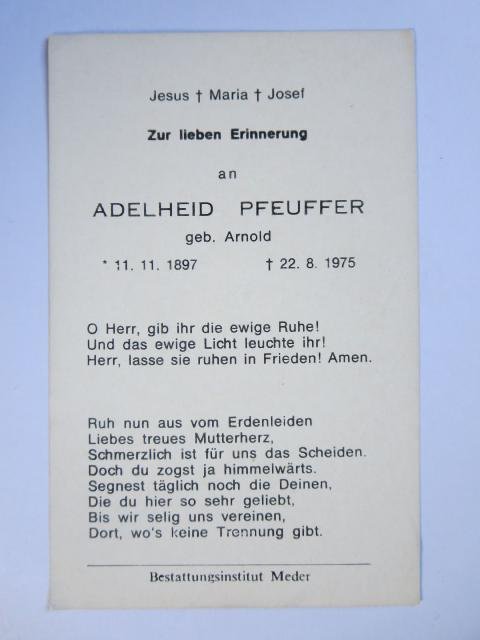 Jesus † Maria † Josef
Zur lieben Erinnerung
an
ADELHEID PFEUFFER
geb. Arnold
* 11. 11. 1897 † 22. 8. 1975
O Herr, gib ihr die ewige Ruhe!
Und das ewige Licht leuchte ihr!
Herr, lasse sie ruhen in Frieden! Amen.
Ruh nun aus vom Erdenleiden
Liebes treues Mutterherz,
Schmerzlich ist für uns das Scheiden.
Doch du zogst ja himmelwärts.
Segnest täglich noch die Deinen,
Die du hier so sehr geliebt,
Bis wir selig uns vereinen,
Dort, wo's keine Trennung gibt.
Bestattungsinstitut Meder